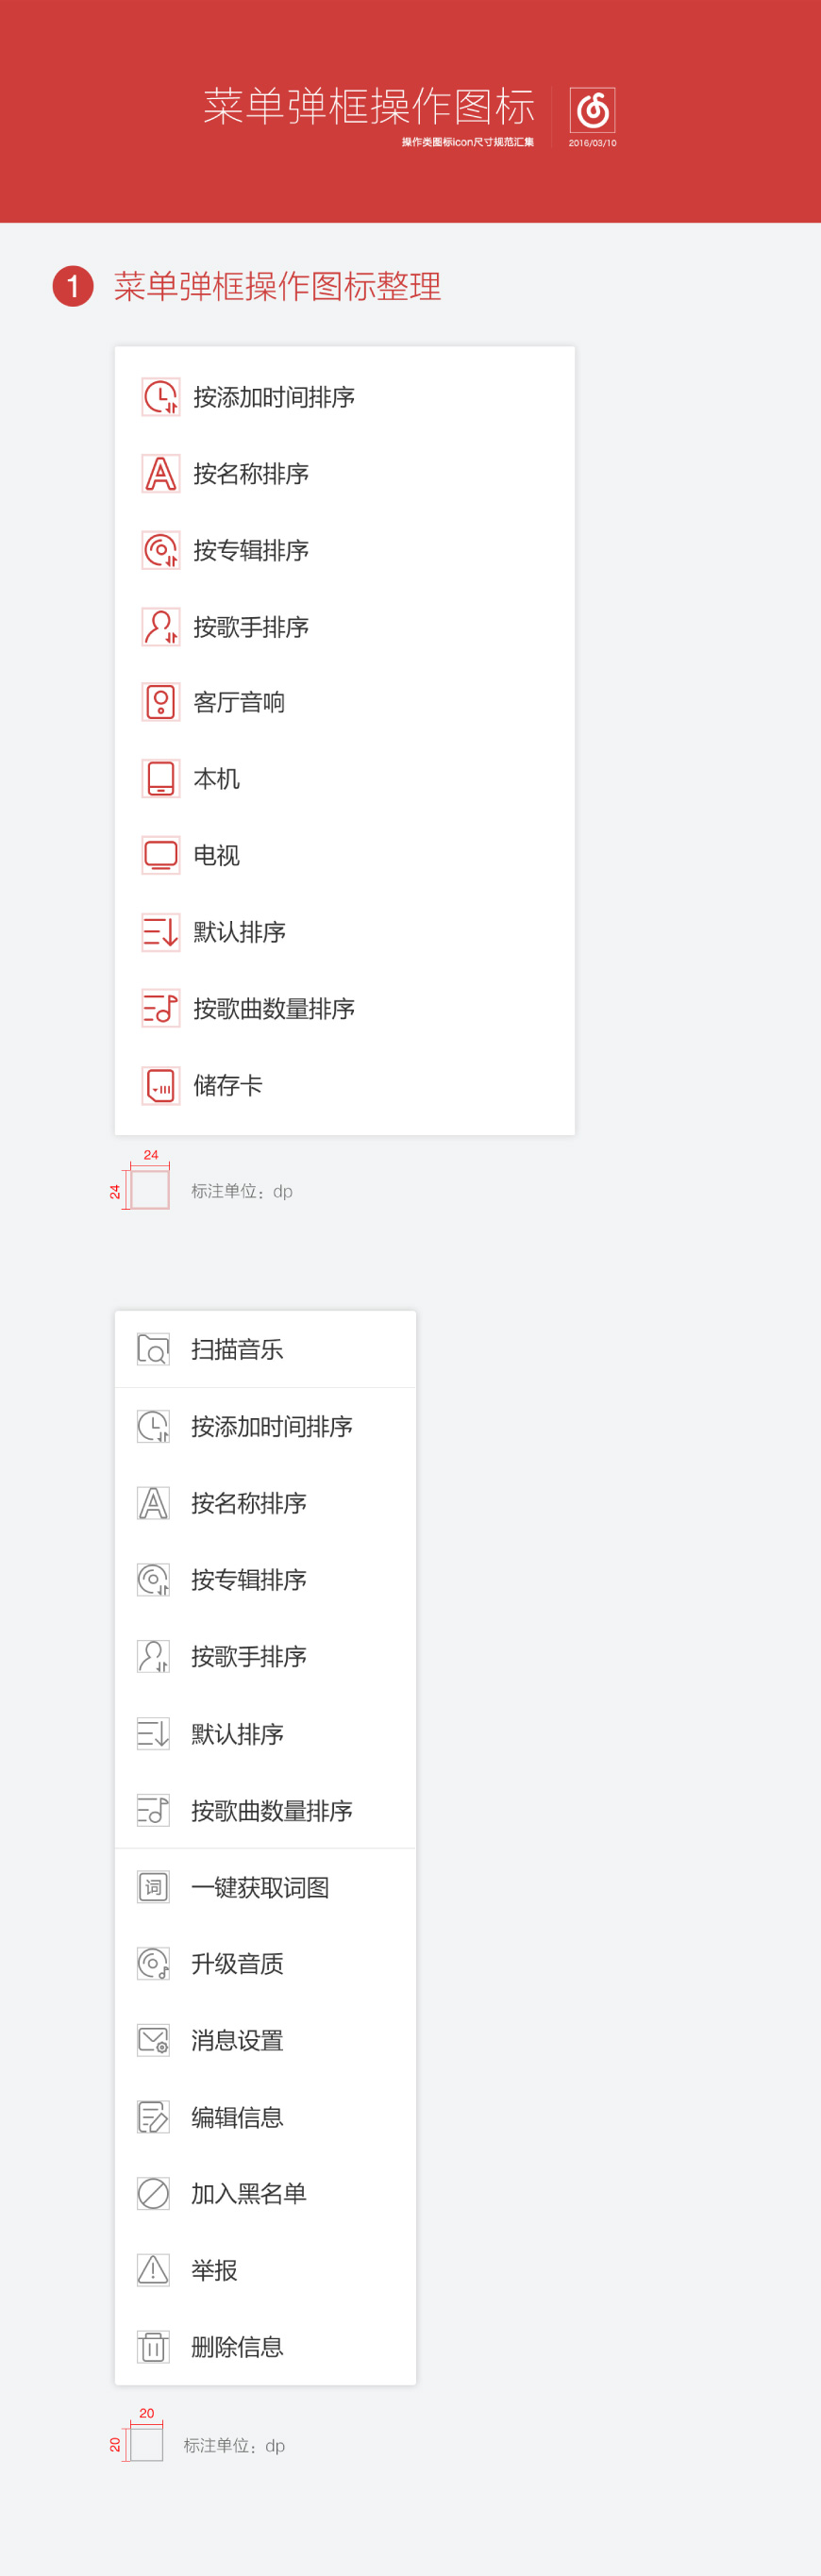 菜单弹框操作图标
操作类图标icon尺寸规范汇集
2016/03/10
1 菜单弹框操作图标整理
按添加时间排序
按名称排序
按专辑排序
按歌手排序
客厅音响
本机
电视
默认排序
按歌曲数量排序
储存卡
24
24
标注单位：dp
扫描音乐
按添加时间排序
按名称排序
按专辑排序
按歌手排序
默认排序
按歌曲数量排序
词 一键获取词图
升级音质
消息设置
编辑信息
加入黑名单
举报
删除信息
20
20
标注单位：dp